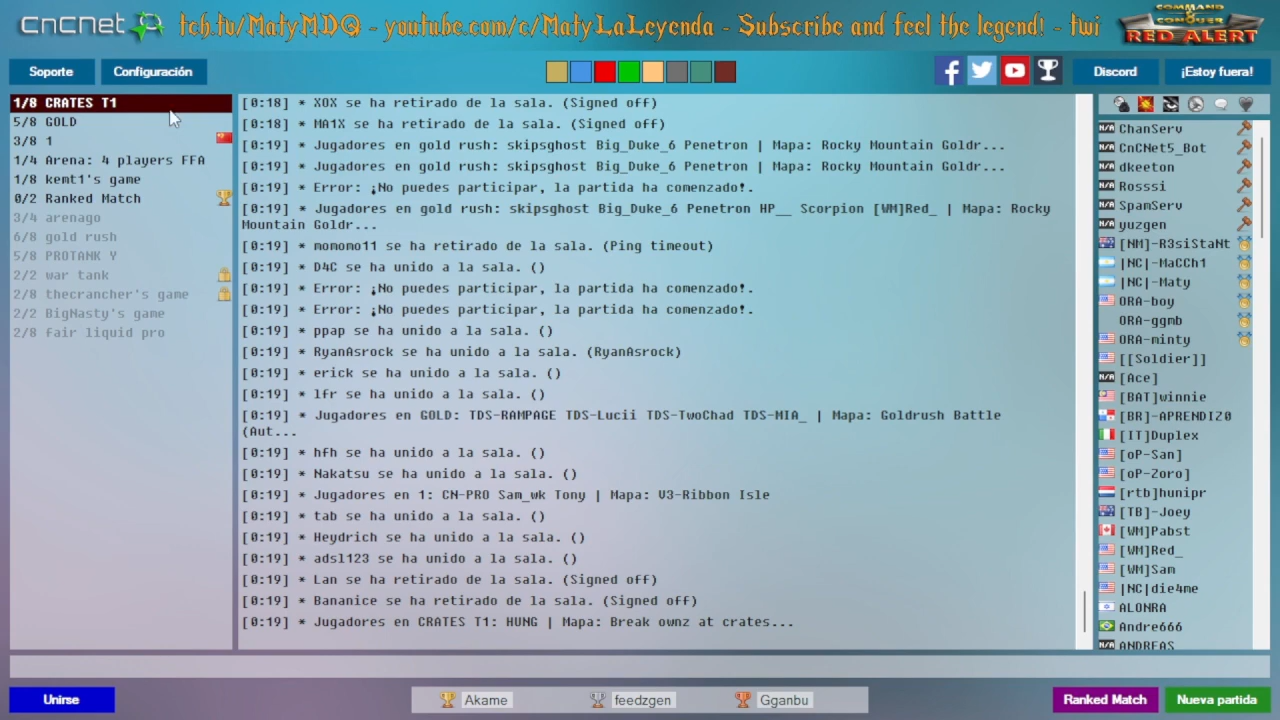 CnCNet
tch.tv/MatyMDQ - youtube.com/c/MatyLaLeyenda - Subscribe and feel the legend! - twi
COMMAND & CONQUER
RED ALERT
Soporte
Configuración
Discord
¡Estoy fuera!
1/8 CRATES T1
5/8 GOLD
3/8 1
1/4 Arena: 4 players FFA
1/8 kemt1's game
0/2 Ranked Match
3/4 arenago
6/8 gold rush
5/8 PROTANK Y
2/2 war tank
2/8 thecrancher's game
2/2 BigNasty's game
2/8 fair liquid pro
[0:18] * XOX se ha retirado de la sala. (Signed off)
[0:18] * MA1X se ha retirado de la sala. (Signed off)
[0:19] * Jugadores en gold rush: skipsghost Big_Duke_6 Penetron | Mapa: Rocky Mountain Goldr...
[0:19] * Jugadores en gold rush: skipsghost Big_Duke_6 Penetron | Mapa: Rocky Mountain Goldr...
[0:19] * Error: ¡No puedes participar, la partida ha comenzado!.
[0:19] * Jugadores en gold rush: skipsghost Big_Duke_6 Penetron HP__ Scorpion [WM]Red_ | Mapa: Rocky
Mountain Goldr...
[0:19] * momomo11 se ha retirado de la sala. (Ping timeout)
[0:19] * D4C se ha unido a la sala. ()
[0:19] * Error: ¡No puedes participar, la partida ha comenzado!.
[0:19] * Error: ¡No puedes participar, la partida ha comenzado!.
[0:19] * ppap se ha unido a la sala. ()
[0:19] * RyanAsrock se ha unido a la sala. (RyanAsrock)
[0:19] * erick se ha unido a la sala. ()
[0:19] * lfr se ha unido a la sala. ()
[0:19] * Jugadores en GOLD: TDS-RAMPAGE TDS-Lucii TDS-TwoChad TDS-MIA_ | Mapa: Goldrush Battle
(Aut...
[0:19] * hfh se ha unido a la sala. ()
[0:19] * Nakatsu se ha unido a la sala. ()
[0:19] * Jugadores en 1: CN-PRO Sam_wk Tony | Mapa: V3-Ribbon Isle
[0:19] * tab se ha unido a la sala. ()
[0:19] * Heydrich se ha unido a la sala. ()
[0:19] * adsl123 se ha unido a la sala. ()
[0:19] * Lan se ha retirado de la sala. (Signed off)
[0:19] * Bananice se ha retirado de la sala. (Signed off)
[0:19] * Jugadores en CRATES T1: HUNG | Mapa: Break ownz at crates...
N/A ChanServ
N/A CnCNet5_Bot
N/A dkeeton
N/A Rosssi
N/A SpamServ
N/A yuzgen
[NM]-R3siStaNt
|NC|-MaCCh1
|NC|-Maty
ORA-boy
ORA-ggmb
ORA-minty
[[Soldier]]
N/A [Ace]
[BAT]winnie
[BR]-APRENDIZ0
[IT]Duplex
[oP-San]
[oP-Zoro]
[rtb]hunipr
[TB]-Joey
[WM]Pabst
[WM]Red_
[WM]Sam
|NC|die4me
ALONRA
Andre666
N/A ANDREAS
Unirse
Akame
feedzgen
Gganbu
Ranked Match
Nueva partida